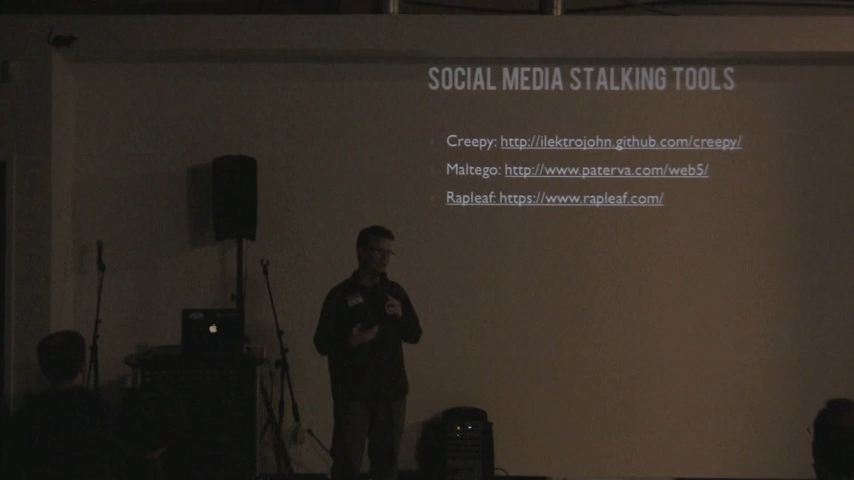 SOCIAL MEDIA STALKING TOOLS
Creepy: http://ilektrojohn.github.com/creepy/
Maltego: http://www.paterva.com/web5/
Rapleaf: https://www.rapleaf.com/